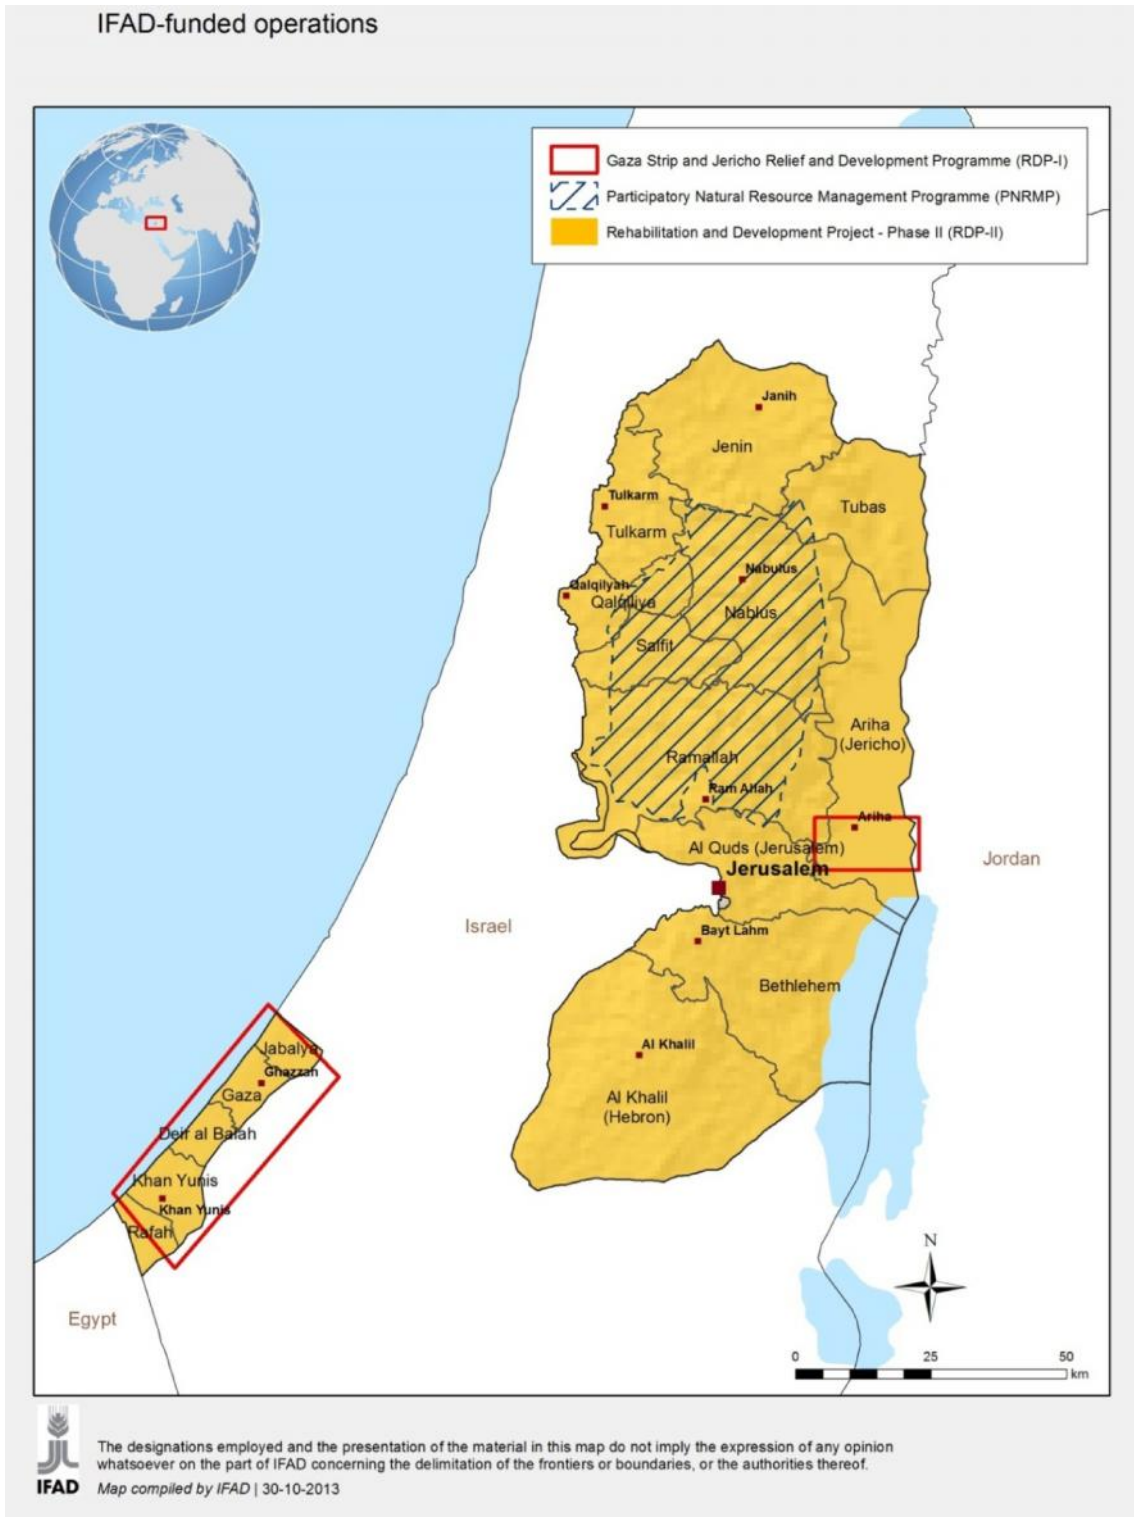 IFAD-funded operations
Gaza Strip and Jericho Relief and Development Programme (RDP-I)
Participatory Natural Resource Management Programme (PNRMP)
Rehabilitation and Development Project - Phase II (RDP-II)
Janih
Jenin
Tulkarm
Tubas
Tulkarm
Nabulus
Qalqilyah
Qalqiliya
Nablus
Salfit
Ariha
(Jericho)
Ramallah
Ram Allah
Ariha
Al Quds (Jerusalem)
Jordan
Jerusalem
Israel
Bayt Lahm
Bethlehem
Al Khalil
Jabalya
Ghazzah
Gaza
Al Khalil
(Hebron)
Deir al Balah
Khan Yunis
Khan Yunis
Rafah
N
Egypt
0 25 50
km
The designations employed and the presentation of the material in this map do not imply the expression of any opinion
whatsoever on the part of IFAD concerning the delimitation of the frontiers or boundaries, or the authorities thereof.
IFAD
Map compiled by IFAD | 30-10-2013